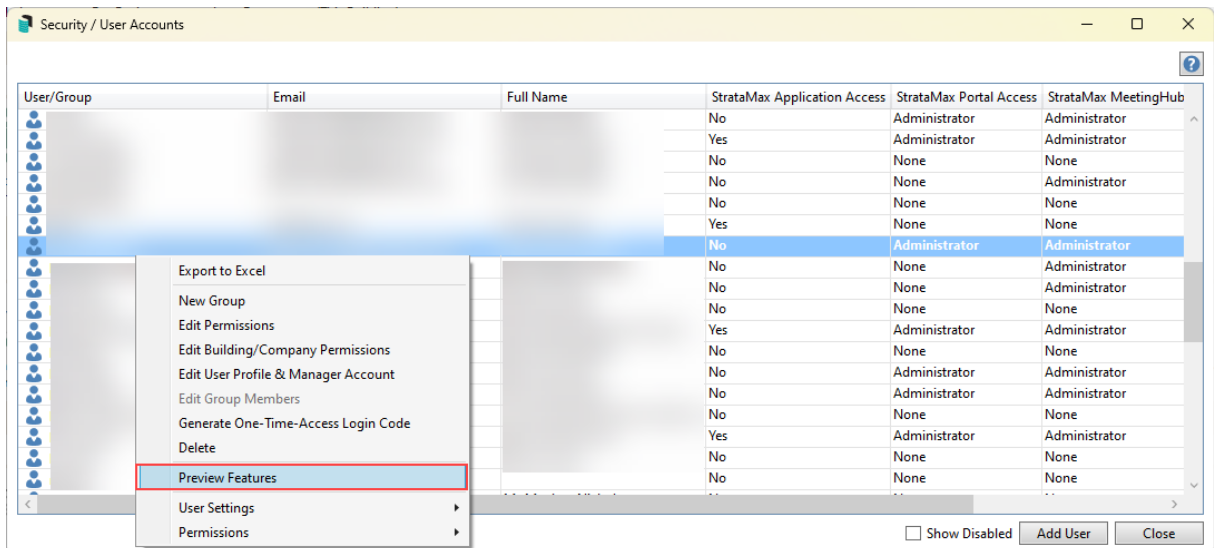 Security / User Accounts
User/Group Email Full Name StrataMax Application Access StrataMax Portal Access StrataMax MeetingHub
No Administrator Administrator
Yes Administrator Administrator
No None None
No None Administrator
No None None
Yes None None
No Administrator Administrator
No None Administrator
No None Administrator
No None None
Yes Administrator Administrator
No None None
No Administrator Administrator
No Administrator Administrator
No None None
Yes Administrator Administrator
No None None
No None None
Export to Excel
New Group
Edit Permissions
Edit Building/Company Permissions
Edit User Profile & Manager Account
Edit Group Members
Generate One-Time-Access Login Code
Delete
Preview Features
User Settings
Permissions
Show Disabled Add User Close